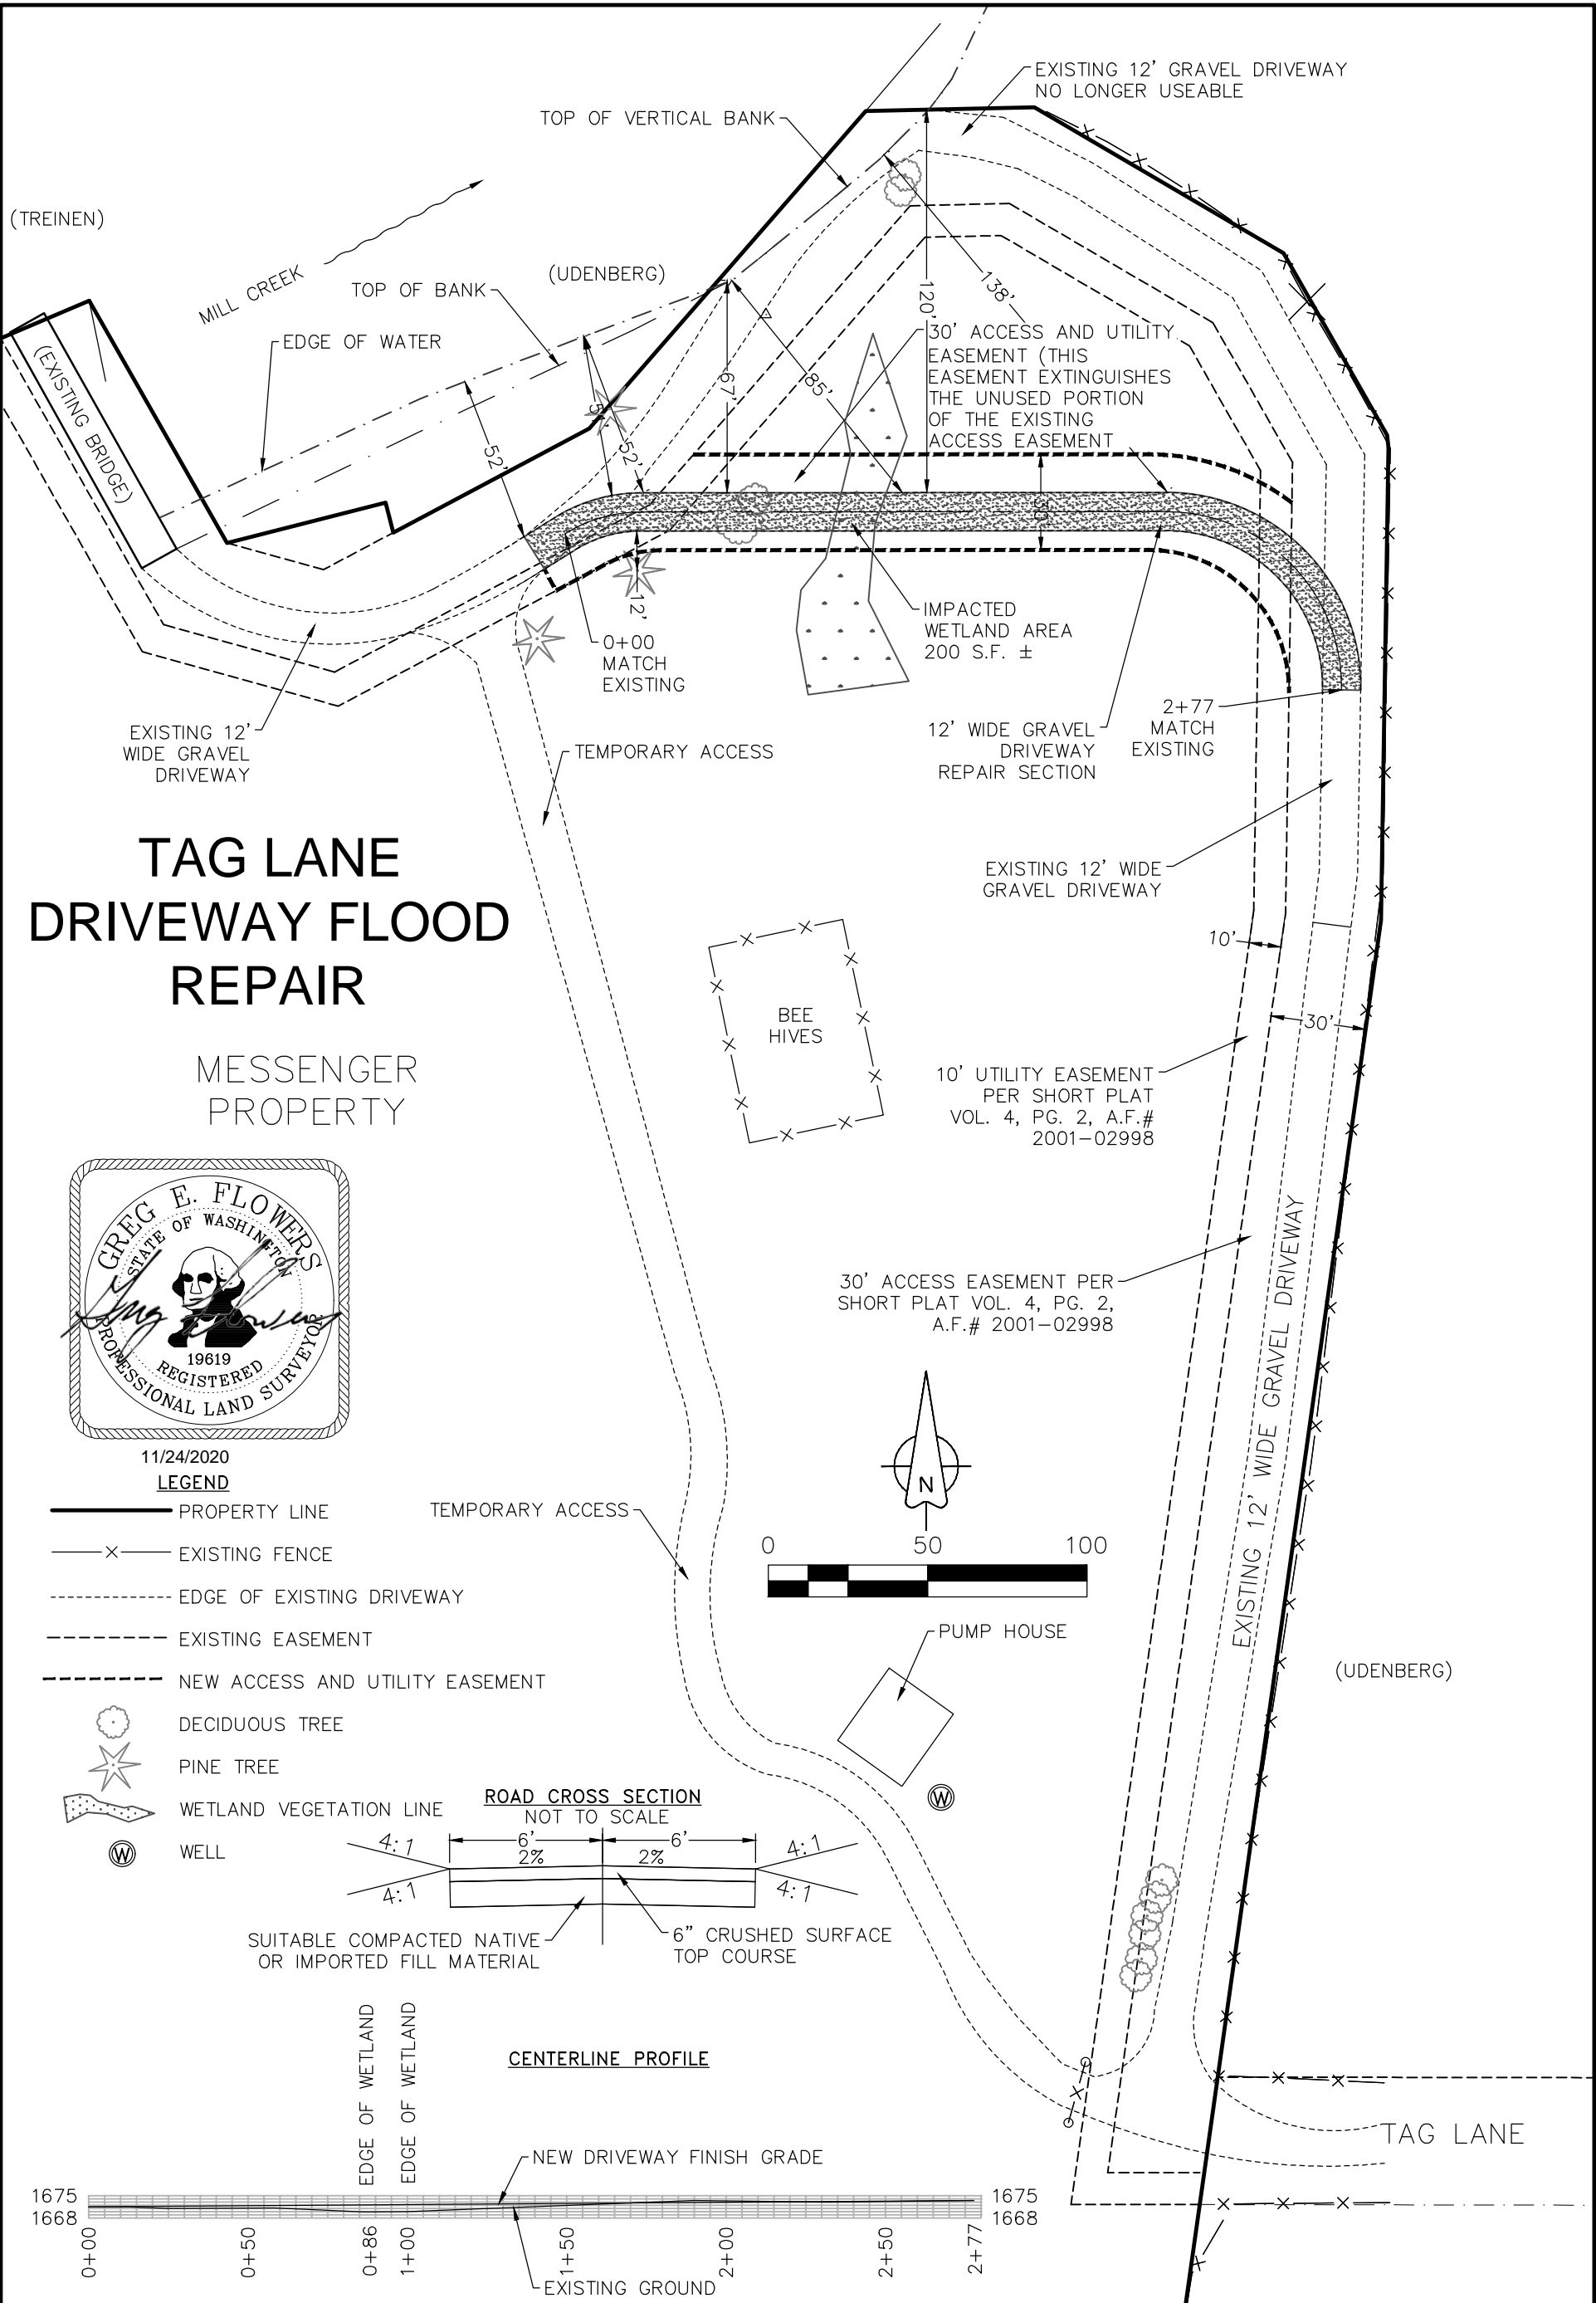 EXISTING 12' GRAVEL DRIVEWAY
NO LONGER USEABLE
TOP OF VERTICAL BANK
(TREINEN)
MILL CREEK
(UDENBERG)
TOP OF BANK
EDGE OF WATER
(EXISTING BRIDGE)
120'
138'
30' ACCESS AND UTILITY
EASEMENT (THIS
EASEMENT EXTINGUISHES
THE UNUSED PORTION
OF THE EXISTING
ACCESS EASEMENT
67'
85'
52'
52'
12'
0+00
MATCH
EXISTING
IMPACTED
WETLAND AREA
200 S.F. ±
EXISTING 12'
WIDE GRAVEL
DRIVEWAY
TEMPORARY ACCESS
12' WIDE GRAVEL
DRIVEWAY
REPAIR SECTION
2+77
MATCH
EXISTING
EXISTING 12' WIDE
GRAVEL DRIVEWAY
TAG LANE
DRIVEWAY FLOOD
REPAIR
MESSENGER
PROPERTY
BEE
HIVES
10'
30'
10' UTILITY EASEMENT
PER SHORT PLAT
VOL. 4, PG. 2, A.F.#
2001-02998
30' ACCESS EASEMENT PER
SHORT PLAT VOL. 4, PG. 2,
A.F.# 2001-02998
EXISTING 12' WIDE GRAVEL DRIVEWAY
GREG E. FLOWERS
STATE OF WASHINGTON
19619
REGISTERED
PROFESSIONAL LAND SURVEYOR
11/24/2020
LEGEND
PROPERTY LINE
EXISTING FENCE
EDGE OF EXISTING DRIVEWAY
EXISTING EASEMENT
NEW ACCESS AND UTILITY EASEMENT
DECIDUOUS TREE
PINE TREE
WETLAND VEGETATION LINE
W WELL
TEMPORARY ACCESS
N
0 50 100
PUMP HOUSE
W
(UDENBERG)
ROAD CROSS SECTION
NOT TO SCALE
4:1 6' 6' 4:1
2% 2%
4:1 4:1
SUITABLE COMPACTED NATIVE
OR IMPORTED FILL MATERIAL
6" CRUSHED SURFACE
TOP COURSE
EDGE OF WETLAND
EDGE OF WETLAND
CENTERLINE PROFILE
NEW DRIVEWAY FINISH GRADE
TAG LANE
1675 1675
1668 1668
0+00 0+50 0+86 1+00 1+50 2+00 2+50 2+77
EXISTING GROUND